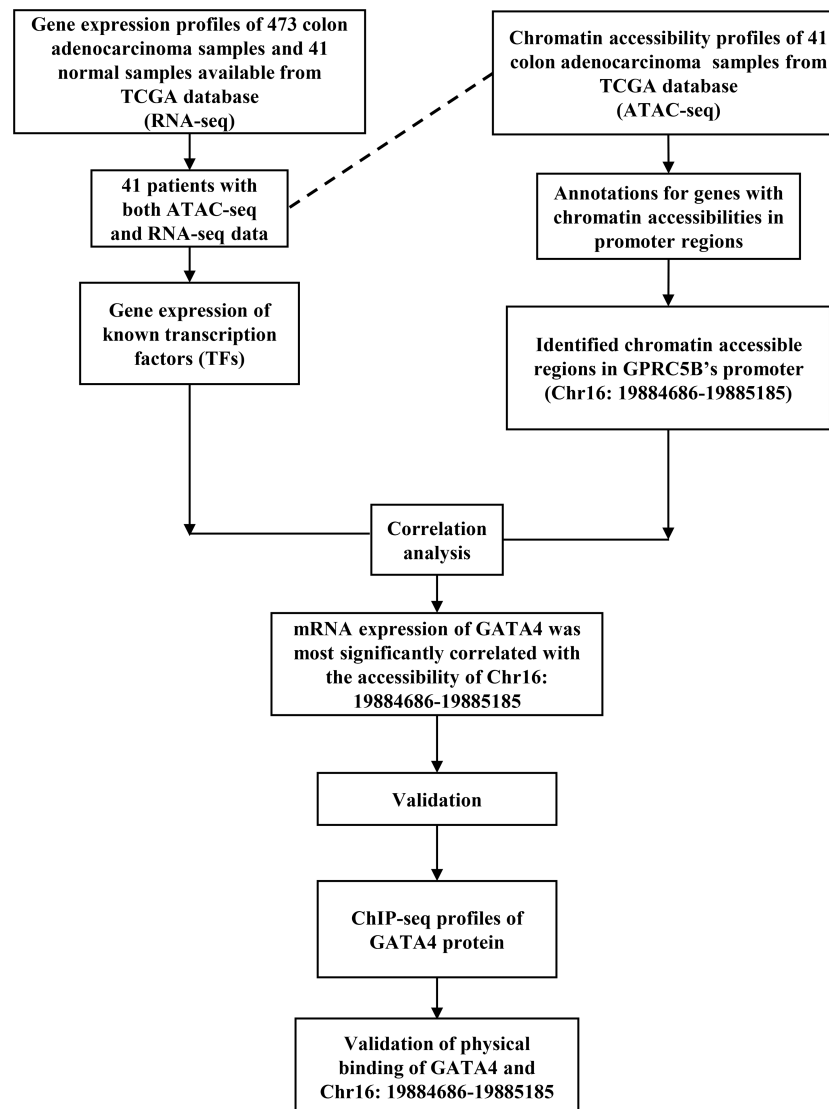 Gene expression profiles of 473 colon
adenocarcinoma samples and 41
normal samples available from
TCGA database
(RNA-seq)
Chromatin accessibility profiles of 41
colon adenocarcinoma samples from
TCGA database
(ATAC-seq)
41 patients with
both ATAC-seq
and RNA-seq data
Annotations for genes with
chromatin accessibilities in
promoter regions
Gene expression of
known transcription
factors (TFs)
Identified chromatin accessible
regions in GPRC5B's promoter
(Chr16: 19884686-19885185)
Correlation
analysis
mRNA expression of GATA4 was
most significantly correlated with
the accessibility of Chr16:
19884686-19885185
Validation
ChIP-seq profiles of
GATA4 protein
Validation of physical
binding of GATA4 and
Chr16: 19884686-19885185